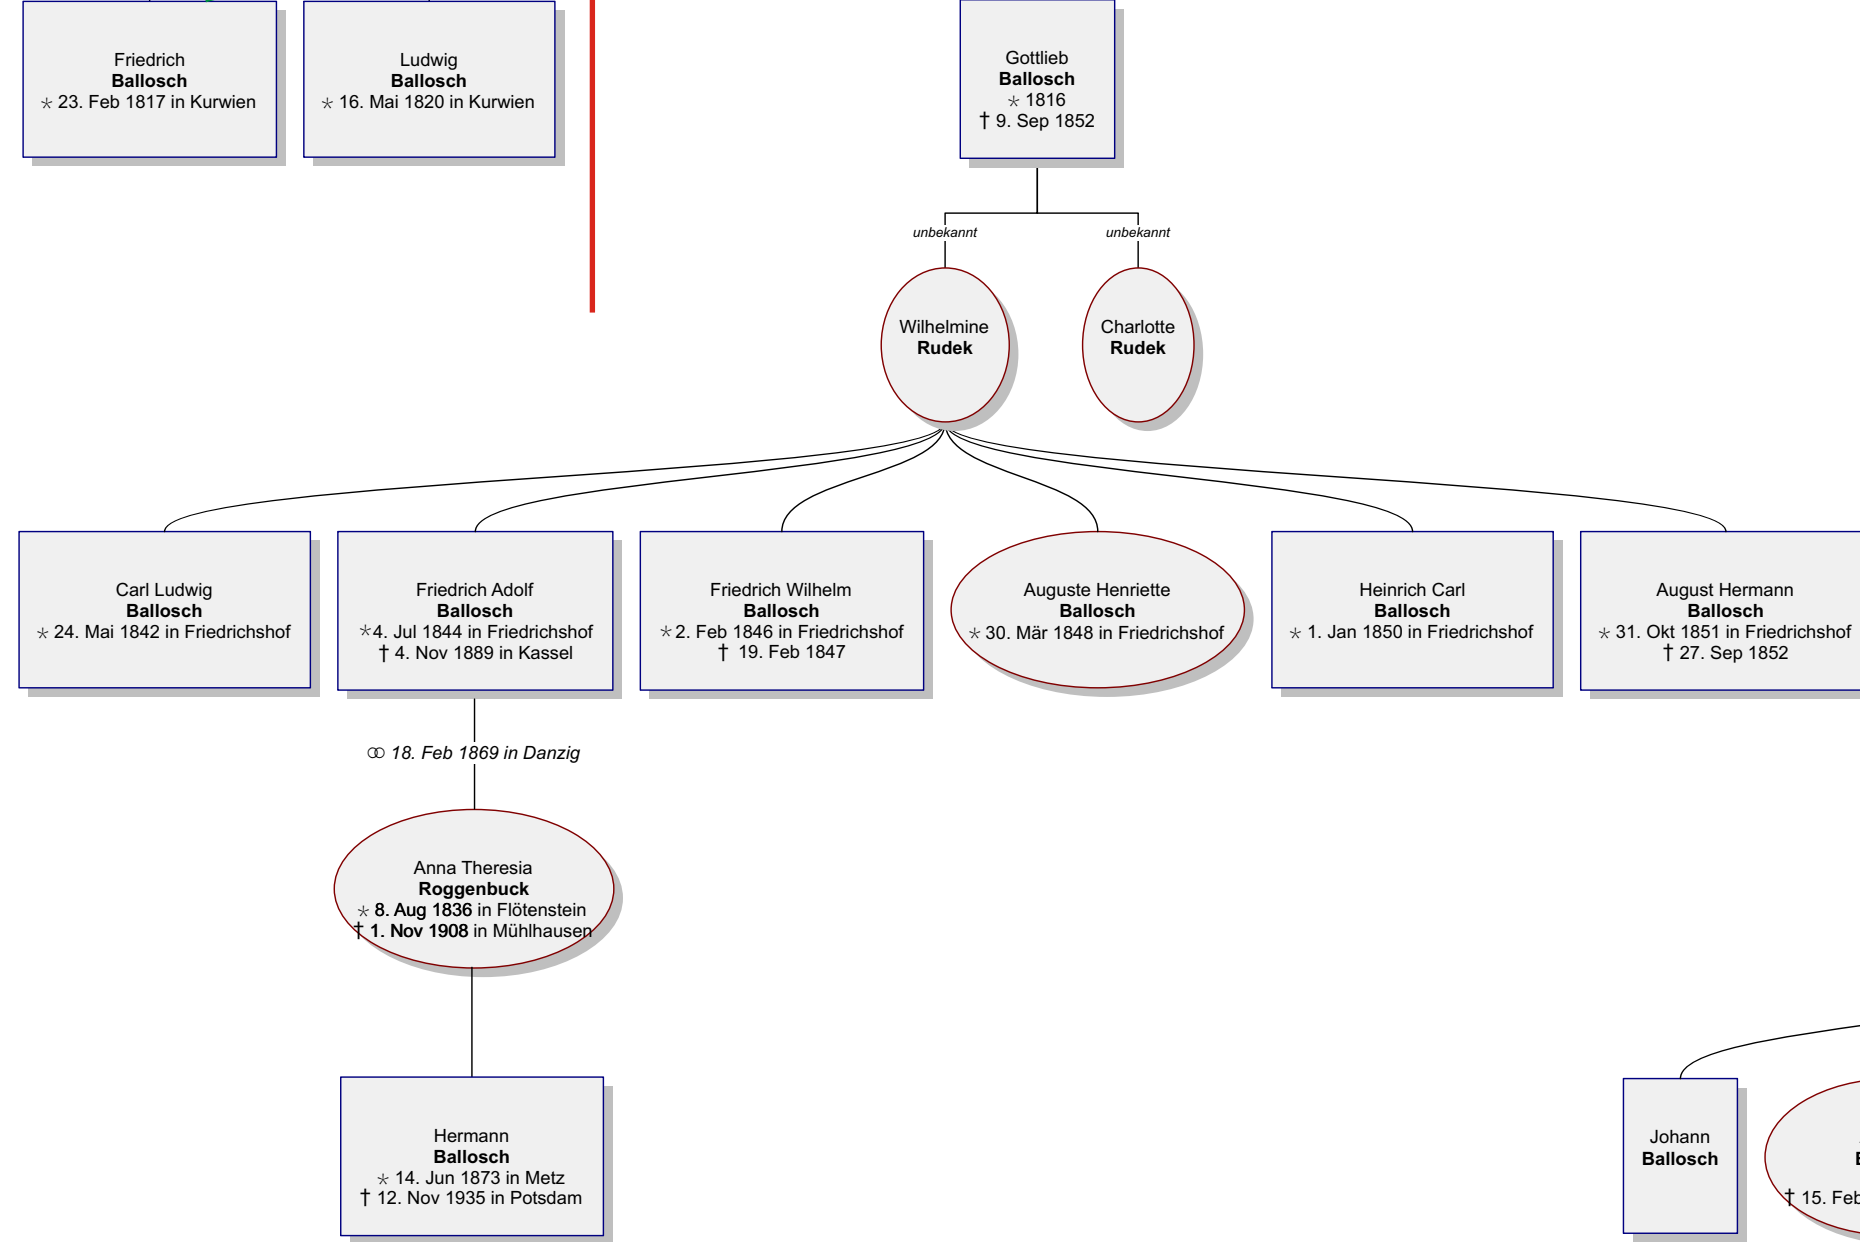 Friedrich
Ballosch
* 23. Feb 1817 in Kurwien
Ludwig
Ballosch
* 16. Mai 1820 in Kurwien
Gottlieb
Ballosch
* 1816
† 9. Sep 1852
unbekannt
unbekannt
Wilhelmine
Rudek
Charlotte
Rudek
Carl Ludwig
Ballosch
* 24. Mai 1842 in Friedrichshof
Friedrich Adolf
Ballosch
*4. Jul 1844 in Friedrichshof
† 4. Nov 1889 in Kassel
Friedrich Wilhelm
Ballosch
* 2. Feb 1846 in Friedrichshof
† 19. Feb 1847
Auguste Henriette
Ballosch
* 30. Mär 1848 in Friedrichshof
Heinrich Carl
Ballosch
* 1. Jan 1850 in Friedrichshof
August Hermann
Ballosch
* 31. Okt 1851 in Friedrichshof
† 27. Sep 1852
⚭ 18. Feb 1869 in Danzig
Anna Theresia
Roggenbuck
* 8. Aug 1836 in Flötenstein
† 1. Nov 1908 in Mühlhausen
Hermann
Ballosch
* 14. Jun 1873 in Metz
† 12. Nov 1935 in Potsdam
Johann
Ballosch
† 15. Feb